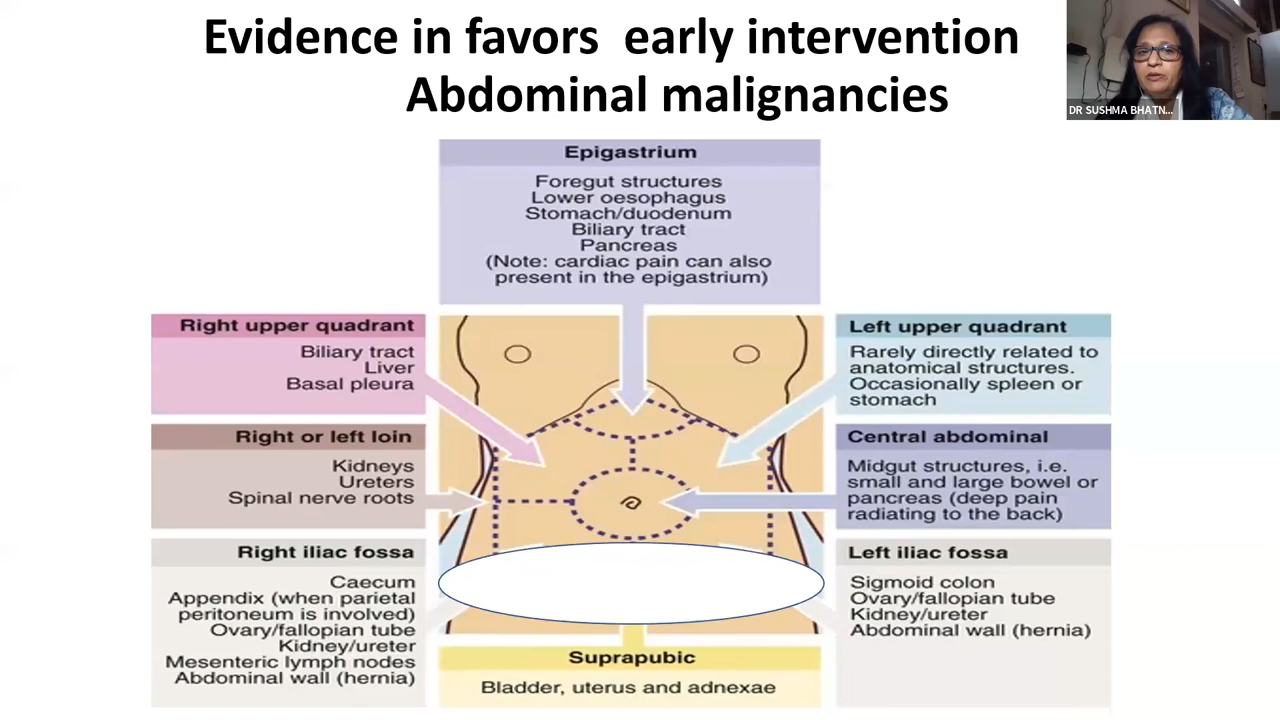 Evidence in favors early intervention
Abdominal malignancies
DR SUSHMA BHATN...
Epigastrium
Foregut structures
Lower oesophagus
Stomach/duodenum
Biliary tract
Pancreas
(Note: cardiac pain can also
present in the epigastrium)
Right upper quadrant
Biliary tract
Liver
Basal pleura
Left upper quadrant
Rarely directly related to
anatomical structures.
Occasionally spleen or
stomach
Right or left loin
Kidneys
Ureters
Spinal nerve roots
Central abdominal
Midgut structures, i.e.
small and large bowel or
pancreas (deep pain
radiating to the back)
Right iliac fossa
Caecum
Appendix (when parietal
peritoneum is involved)
Ovary/fallopian tube
Kidney/ureter
Mesenteric lymph nodes
Abdominal wall (hernia)
Left iliac fossa
Sigmoid colon
Ovary/fallopian tube
Kidney/ureter
Abdominal wall (hernia)
Suprapubic
Bladder, uterus and adnexae